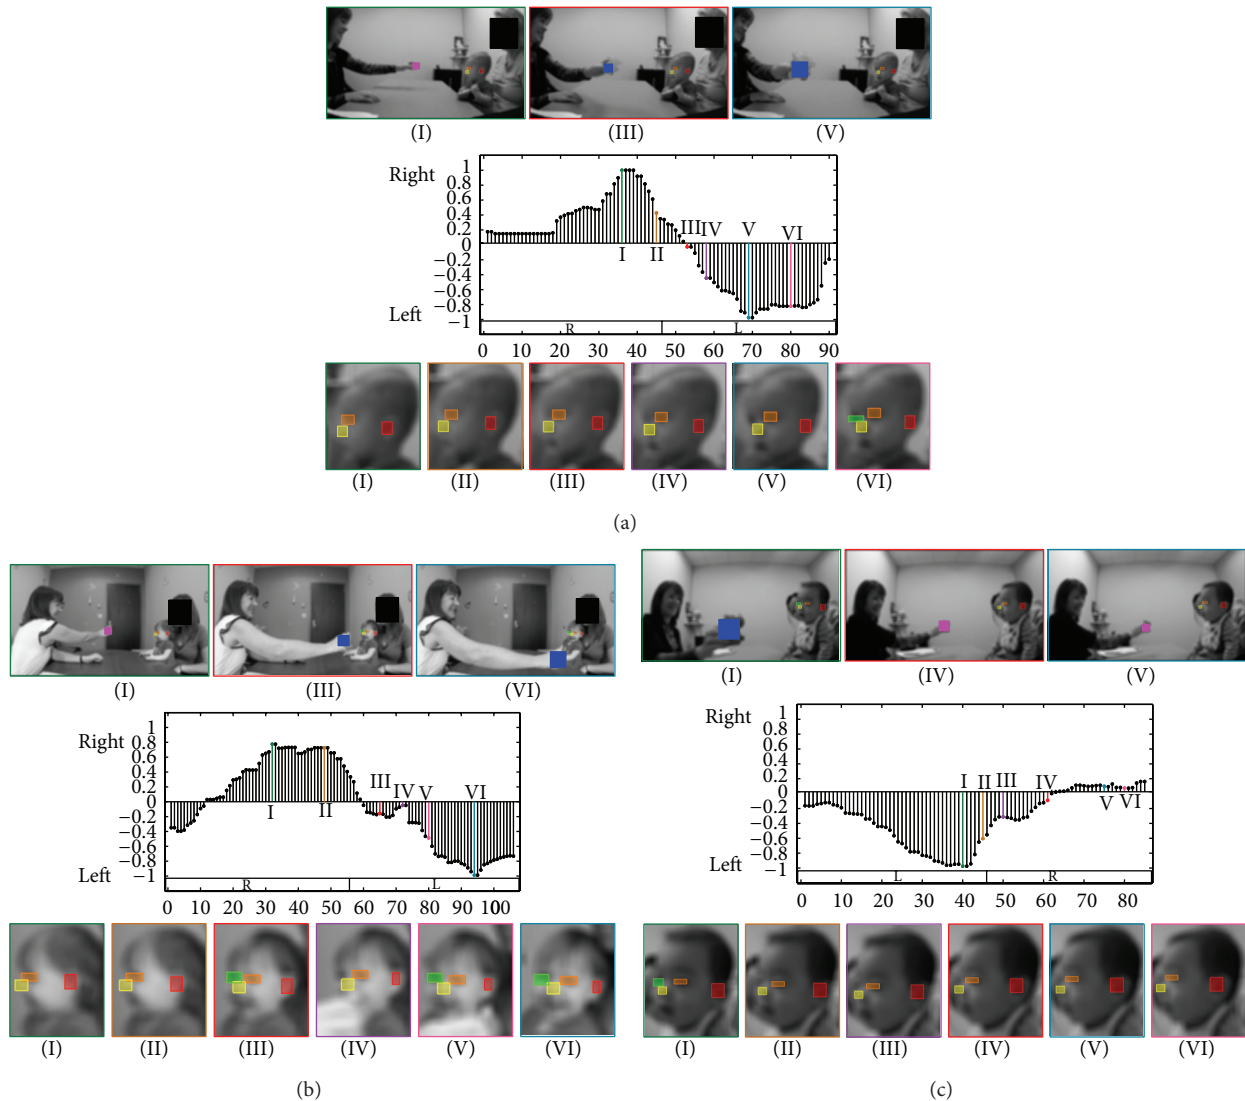 (I) (III) (V)
Right
Left
1
0.8
0.6
0.4
0.2
0
−0.2
−0.4
−0.6
−0.8
−1
I II III IV V VI
R L
0 10 20 30 40 50 60 70 80 90
(I) (II) (III) (IV) (V) (VI)
(a)
(I) (III) (VI)
Right
Left
1
0.8
0.6
0.4
0.2
0
−0.2
−0.4
−0.6
−0.8
−1
I II III IV V VI
R L
0 10 20 30 40 50 60 70 80 90 100
(I) (II) (III) (IV) (V) (VI)
(b)
(I) (IV) (V)
Right
Left
1
0.8
0.6
0.4
0.2
0
−0.2
−0.4
−0.6
−0.8
−1
I II III IV V VI
L R
0 10 20 30 40 50 60 70 80
(I) (II) (III) (IV) (V) (VI)
(c)